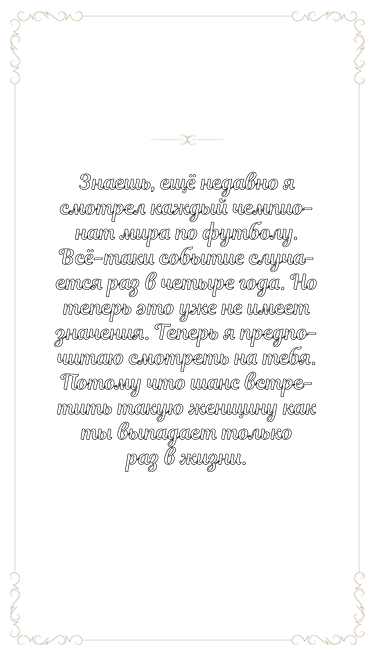 Знаешь, ещё недавно я
смотрел каждый чемпио-
нат мира по футболу.
Всё-таки событие случа-
ется раз в четыре года. Но
теперь это уже не имеет
значения. Теперь я предпо-
читаю смотреть на тебя.
Потому что шанс встре-
тить такую женщину как
ты выпадает только
раз в жизни.